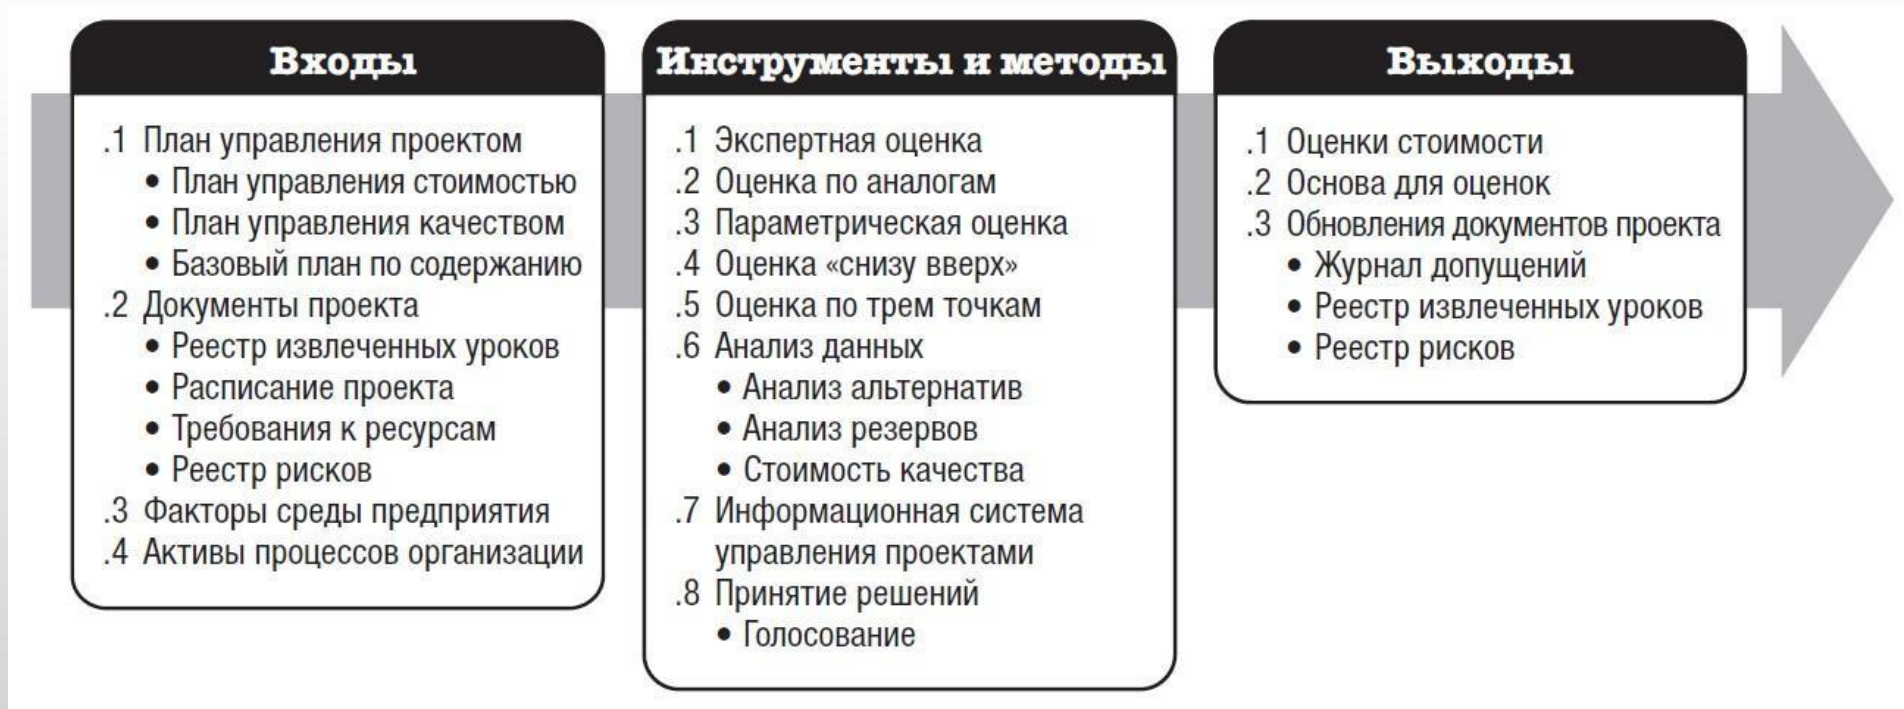 Входы
.1 План управления проектом
• План управления стоимостью
• План управления качеством
• Базовый план по содержанию
.2 Документы проекта
• Реестр извлеченных уроков
• Расписание проекта
• Требования к ресурсам
• Реестр рисков
.3 Факторы среды предприятия
.4 Активы процессов организации
Инструменты и методы
.1 Экспертная оценка
.2 Оценка по аналогам
.3 Параметрическая оценка
.4 Оценка «снизу вверх»
.5 Оценка по трем точкам
.6 Анализ данных
• Анализ альтернатив
• Анализ резервов
• Стоимость качества
.7 Информационная система
управления проектами
.8 Принятие решений
• Голосование
Выходы
.1 Оценки стоимости
.2 Основа для оценок
.3 Обновления документов проекта
• Журнал допущений
• Реестр извлеченных уроков
• Реестр рисков